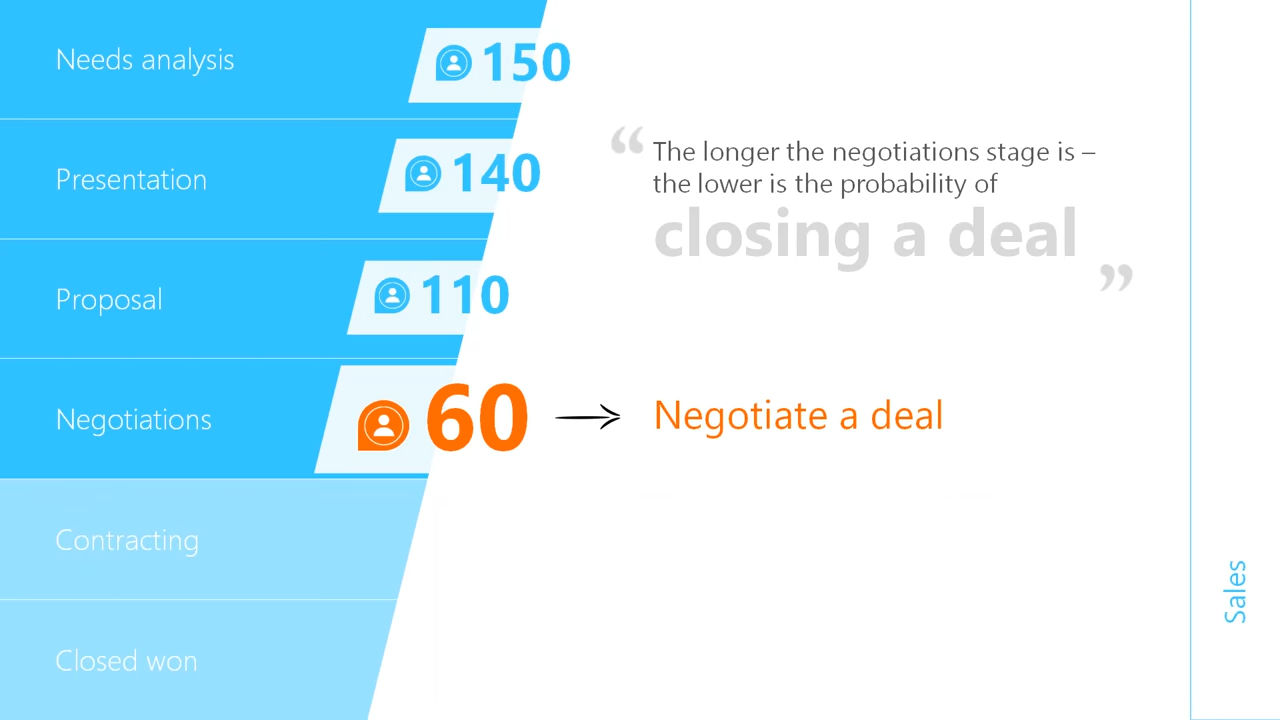 Needs analysis
150
Presentation
140
Proposal
110
Negotiations
60
Contracting
Closed won
“The longer the negotiations stage is –
the lower is the probability of
closing a deal”
Negotiate a deal
Sales